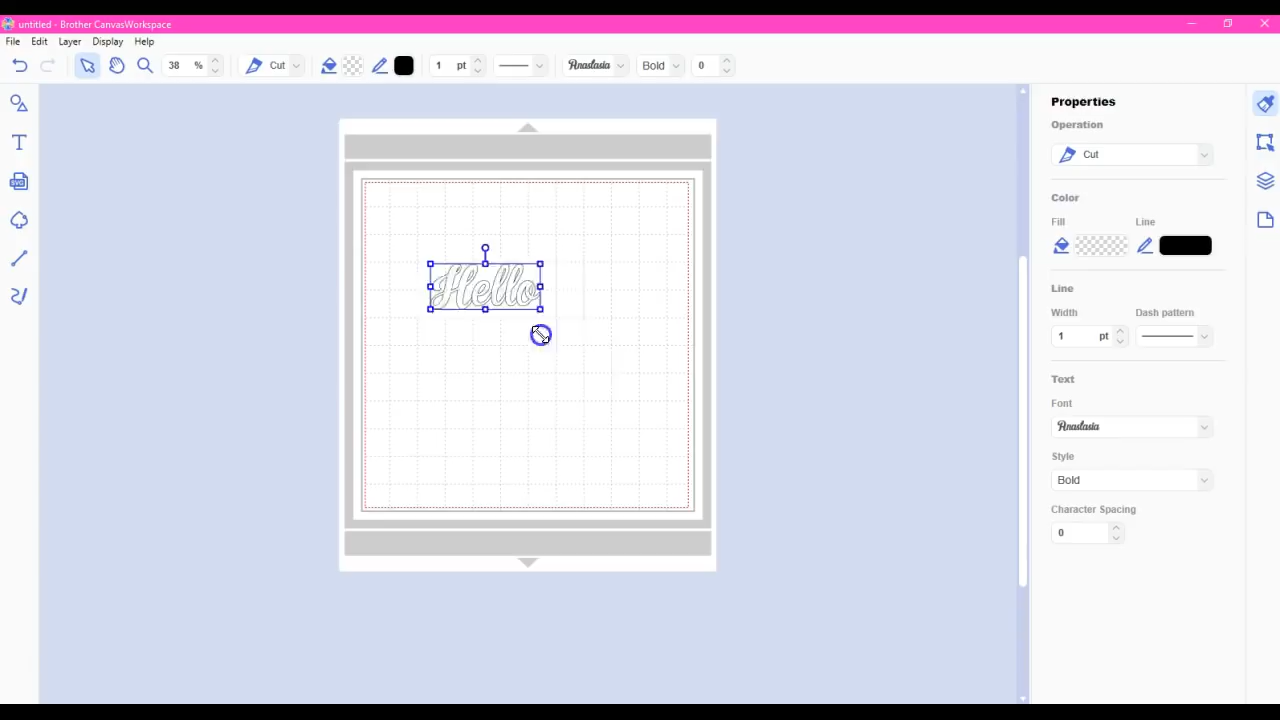 untitled - Brother CanvasWorkspace
File Edit Layer Display Help
38 % Cut 1 pt Anastasia Bold 0
Properties
Operation
Cut
Color
Fill Line
Line
Width Dash pattern
1 pt
Text
Font
Anastasia
Style
Bold
Character Spacing
0
T
SVG
Hello